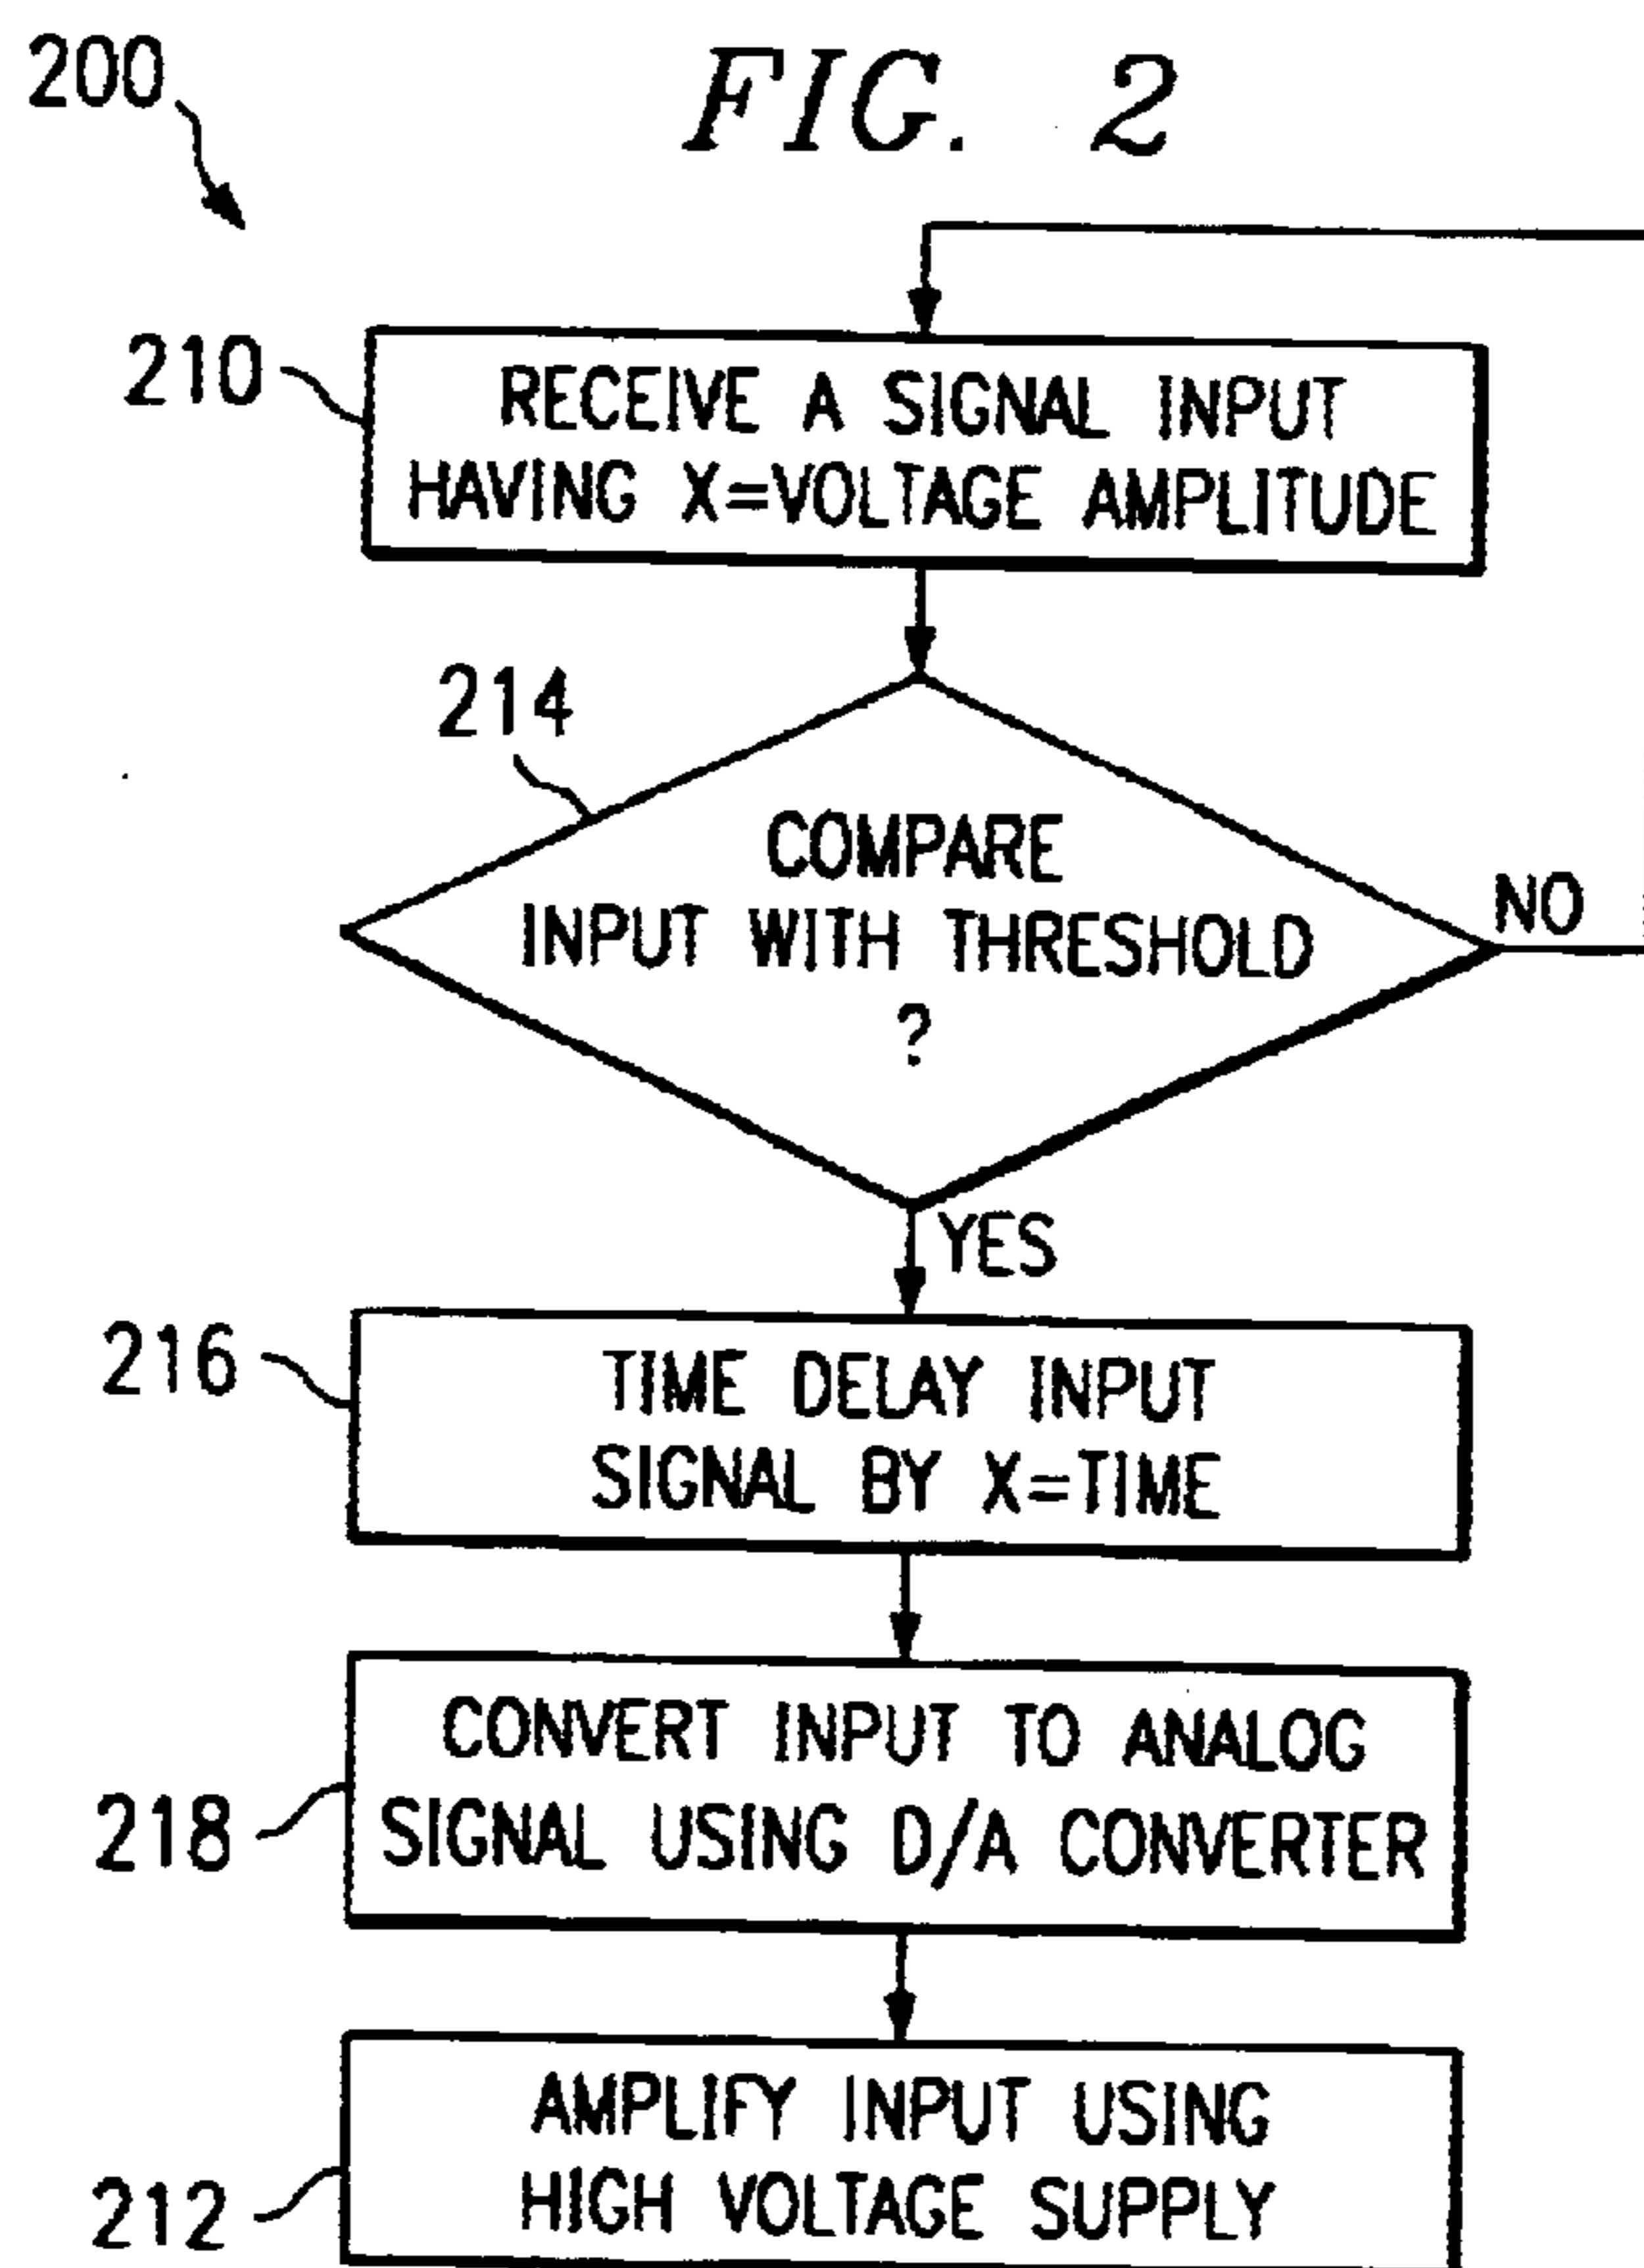 200
FIG. 2
210
RECEIVE A SIGNAL INPUT
HAVING X=VOLTAGE AMPLITUDE
214
COMPARE
INPUT WITH THRESHOLD
?
NO
YES
216
TIME DELAY INPUT
SIGNAL BY X=TIME
218
CONVERT INPUT TO ANALOG
SIGNAL USING D/A CONVERTER
212
AMPLIFY INPUT USING
HIGH VOLTAGE SUPPLY